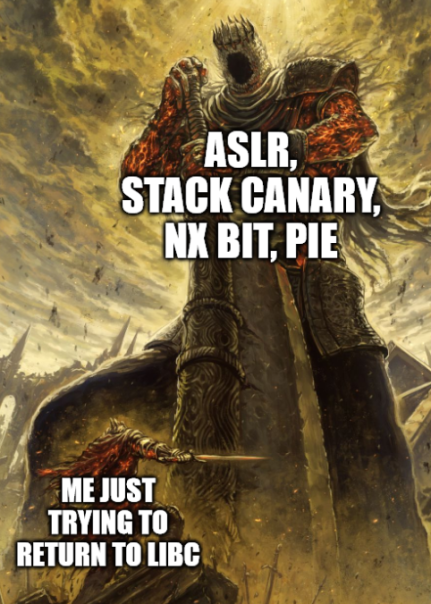 ASLR,
STACK CANARY,
NX BIT, PIE
ME JUST
TRYING TO
RETURN TO LIBC